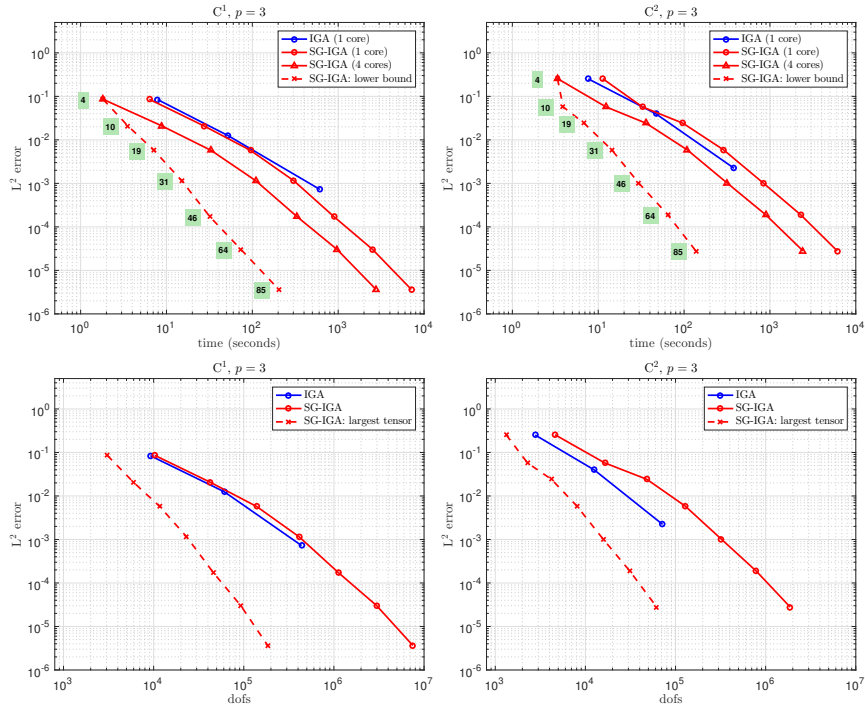 C¹, p = 3
10⁰
10⁻¹
10⁻²
10⁻³
10⁻⁴
10⁻⁵
10⁻⁶
L² error
IGA (1 core)
SG-IGA (1 core)
SG-IGA (4 cores)
SG-IGA: lower bound
4
10
19
31
46
64
85
10⁰
10¹
10²
10³
10⁴
time (seconds)
C², p = 3
10⁰
10⁻¹
10⁻²
10⁻³
10⁻⁴
10⁻⁵
10⁻⁶
L² error
IGA (1 core)
SG-IGA (1 core)
SG-IGA (4 cores)
SG-IGA: lower bound
4
10
19
31
46
64
85
10⁰
10¹
10²
10³
10⁴
time (seconds)
C¹, p = 3
10⁰
10⁻¹
10⁻²
10⁻³
10⁻⁴
10⁻⁵
10⁻⁶
L² error
IGA
SG-IGA
SG-IGA: largest tensor
10³
10⁴
10⁵
10⁶
10⁷
dofs
C², p = 3
10⁰
10⁻¹
10⁻²
10⁻³
10⁻⁴
10⁻⁵
10⁻⁶
L² error
IGA
SG-IGA
SG-IGA: largest tensor
10³
10⁴
10⁵
10⁶
10⁷
dofs